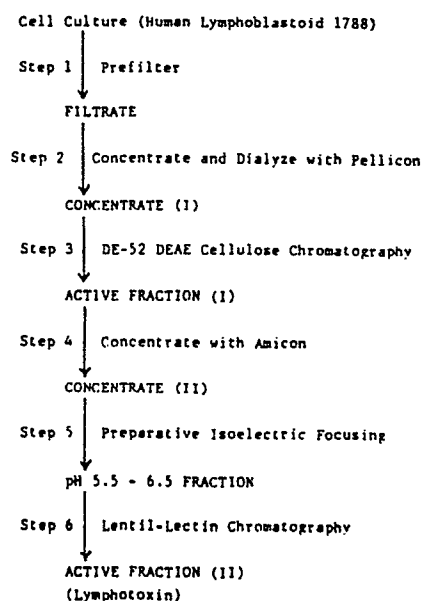 Cell Culture (Human Lymphoblastoid 1788)
Step 1 Prefilter
FILTRATE
Step 2 Concentrate and Dialyze with Pellicon
CONCENTRATE (I)
Step 3 DE-52 DEAE Cellulose Chromatography
ACTIVE FRACTION (I)
Step 4 Concentrate with Amicon
CONCENTRATE (II)
Step 5 Preparative Isoelectric Focusing
pH 5.5 - 6.5 FRACTION
Step 6 Lentil-Lectin Chromatography
ACTIVE FRACTION (II)
(Lymphotoxin)